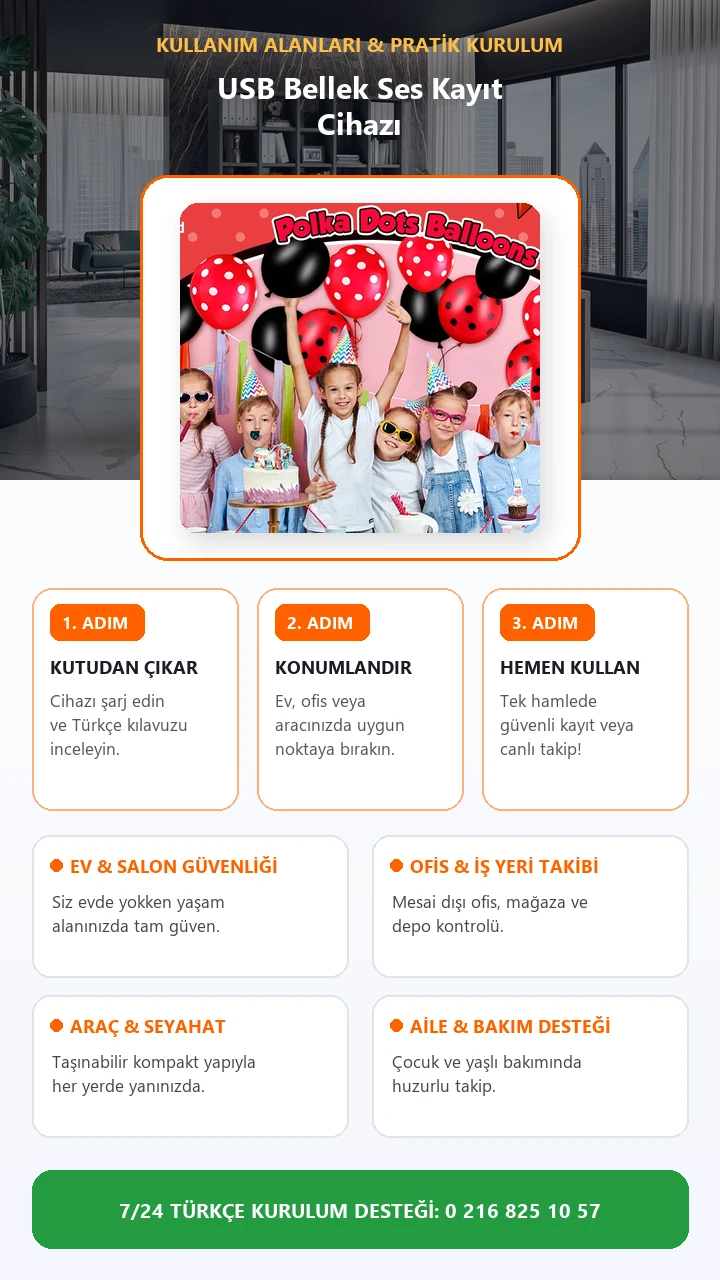 KULLANIM ALANLARI & PRATİK KURULUM
USB Bellek Ses Kayıt
Cihazı
Polka Dots Balloons
1. ADIM
KUTUDAN ÇIKAR
Cihazı şarj edin
ve Türkçe kılavuzu
inceleyin.
2. ADIM
KONUMLANDIR
Ev, ofis veya
aracınızda uygun
noktaya bırakın.
3. ADIM
HEMEN KULLAN
Tek hamlede
güvenli kayıt veya
canlı takip!
EV & SALON GÜVENLİĞİ
Siz evde yokken yaşam
alanınızda tam güven.
OFİS & İŞ YERİ TAKİBİ
Mesai dışı ofis, mağaza ve
depo kontrolü.
ARAÇ & SEYAHAT
Taşınabilir kompakt yapıyla
her yerde yanınızda.
AİLE & BAKIM DESTEĞİ
Çocuk ve yaşlı bakımında
huzurlu takip.
7/24 TÜRKÇE KURULUM DESTEĞİ: 0 216 825 10 57